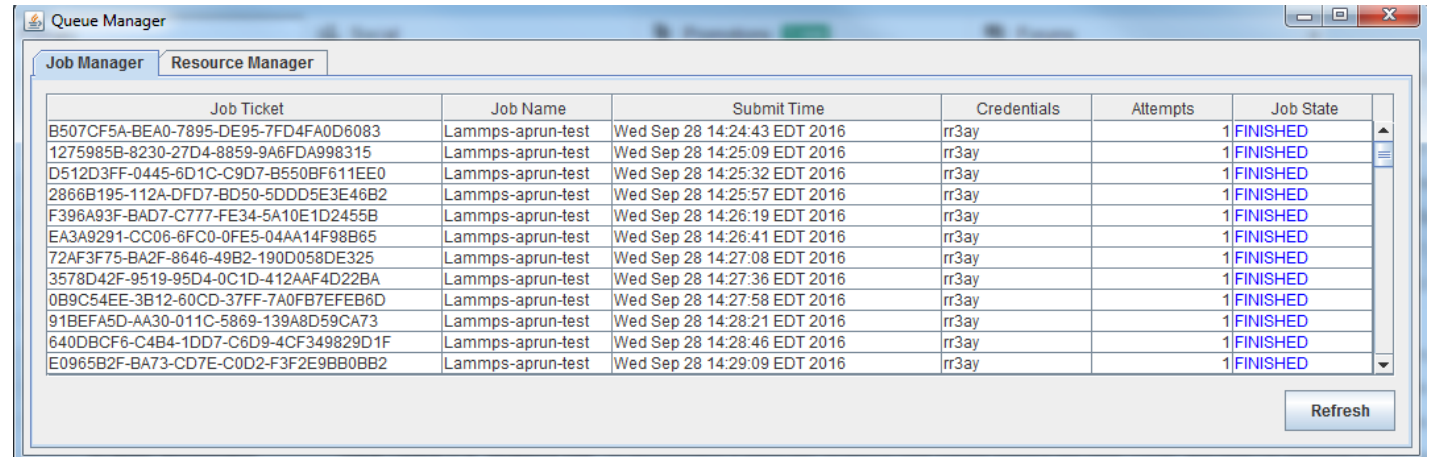 Queue Manager
Job Manager Resource Manager
Job Ticket Job Name Submit Time Credentials Attempts Job State
B507CF5A-BEA0-7895-DE95-7FD4FA0D6083 Lammps-aprun-test Wed Sep 28 14:24:43 EDT 2016 rr3ay 1 FINISHED
1275985B-8230-27D4-8859-9A6FDA998315 Lammps-aprun-test Wed Sep 28 14:25:09 EDT 2016 rr3ay 1 FINISHED
D512D3FF-0445-6D1C-C9D7-B550BF611EE0 Lammps-aprun-test Wed Sep 28 14:25:32 EDT 2016 rr3ay 1 FINISHED
2866B195-112A-DFD7-BD50-5DDD5E3E46B2 Lammps-aprun-test Wed Sep 28 14:25:57 EDT 2016 rr3ay 1 FINISHED
F396A93F-BAD7-C777-FE34-5A10E1D2455B Lammps-aprun-test Wed Sep 28 14:26:19 EDT 2016 rr3ay 1 FINISHED
EA3A9291-CC06-6FC0-0FE5-04AA14F98B65 Lammps-aprun-test Wed Sep 28 14:26:41 EDT 2016 rr3ay 1 FINISHED
72AF3F75-BA2F-8646-49B2-190D058DE325 Lammps-aprun-test Wed Sep 28 14:27:08 EDT 2016 rr3ay 1 FINISHED
3578D42F-9519-95D4-0C1D-412AAF4D22BA Lammps-aprun-test Wed Sep 28 14:27:36 EDT 2016 rr3ay 1 FINISHED
0B9C54EE-3B12-60CD-37FF-7A0FB7EFEB6D Lammps-aprun-test Wed Sep 28 14:27:58 EDT 2016 rr3ay 1 FINISHED
91BEFA5D-AA30-011C-5869-139A8D59CA73 Lammps-aprun-test Wed Sep 28 14:28:21 EDT 2016 rr3ay 1 FINISHED
640DBCF6-C4B4-1DD7-C6D9-4CF349829D1F Lammps-aprun-test Wed Sep 28 14:28:46 EDT 2016 rr3ay 1 FINISHED
E0965B2F-BA73-CD7E-C0D2-F3F2E9BB0BB2 Lammps-aprun-test Wed Sep 28 14:29:09 EDT 2016 rr3ay 1 FINISHED
Refresh